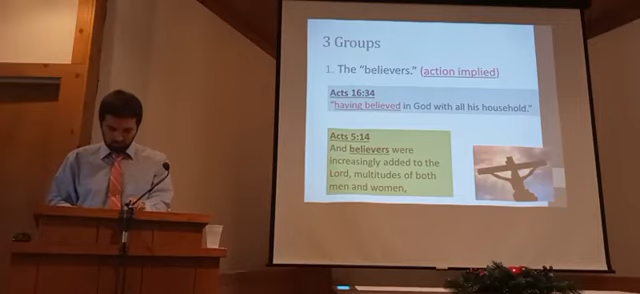 3 Groups
1. The "believers." (action implied)
Acts 16:34
"having believed in God with all his household."
Acts 5:14
And believers were
increasingly added to the
Lord, multitudes of both
men and women,